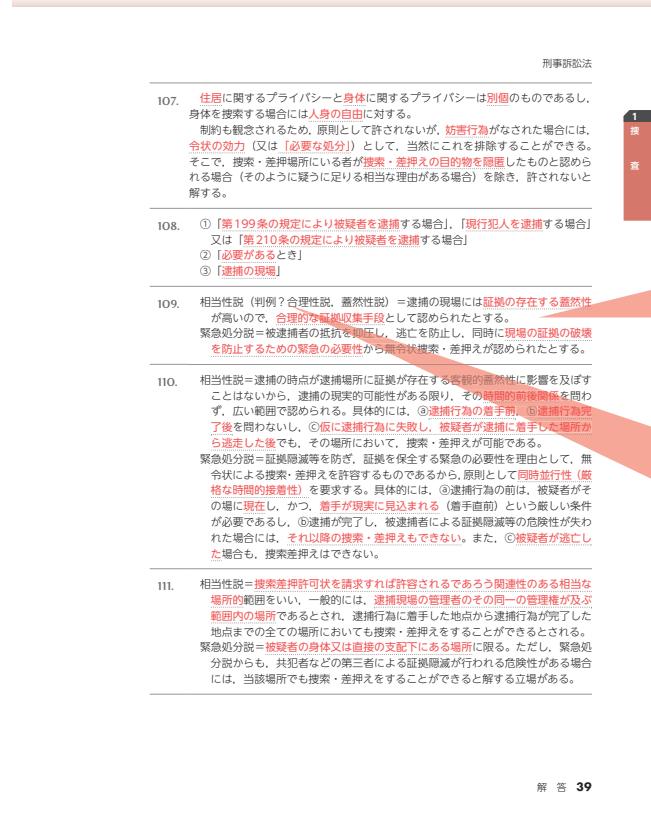 刑事訴訟法
1
捜
査
107.
住居に関するプライバシーと身体に関するプライバシーは別個のものであるし,
身体を捜索する場合には人身の自由に対する。
制約も観念されるため, 原則として許されないが, 妨害行為がなされた場合には,
令状の効力（又は「必要な処分」）として, 当然にこれを排除することができる。
そこで, 捜索・差押場所にいる者が捜索・差押えの目的物を隠匿したものと認めら
れる場合（そのように疑うに足りる相当な理由がある場合）を除き, 許されないと
解する。
108.
①「第199条の規定により被疑者を逮捕する場合」,「現行犯人を逮捕する場合」
又は「第210条の規定により被疑者を逮捕する場合」
②「必要があるとき」
③「逮捕の現場」
109.
相当性説（判例？合理性説, 蓋然性説）＝逮捕の現場には証拠の存在する蓋然性
が高いので, 合理的な証拠収集手段として認められたとする。
緊急処分説＝被逮捕者の抵抗を抑圧し, 逃亡を防止し, 同時に現場の証拠の破壊
を防止するための緊急の必要性から無令状捜索・差押えが認められたとする。
110.
相当性説＝逮捕の時点が逮捕場所に証拠が存在する客観的蓋然性に影響を及ぼす
ことはないから, 逮捕の現実的可能性がある限り, その時間的前後関係を問わ
ず, 広い範囲で認められる。具体的には, ⓐ逮捕行為の着手前, ⓑ逮捕行為完
了後を問わないし, ⓒ仮に逮捕行為に失敗し, 被疑者が逮捕に着手した場所か
ら逃走した後でも, その場所において, 捜索・差押えが可能である。
緊急処分説＝証拠隠滅等を防ぎ, 証拠を保全する緊急の必要性を理由として, 無
令状による捜索・差押えを許容するものであるから, 原則として同時並行性（厳
格な時間的接着性）を要求する。具体的には, ⓐ逮捕行為の前は, 被疑者がそ
の場に現在し, かつ, 着手が現実に見込まれる（着手直前）という厳しい条件
が必要であるし, ⓑ逮捕が完了し, 被逮捕者による証拠隠滅等の危険性が失わ
れた場合には, それ以降の捜索・差押えもできない。また, ⓒ被疑者が逃亡し
た場合も, 捜索差押えはできない。
111.
相当性説＝捜索差押許可状を請求すれば許容されるであろう関連性のある相当な
場所的範囲をいい, 一般的には, 逮捕現場の管理者のその同一の管理権が及ぶ
範囲内の場所であるとされ, 逮捕行為に着手した地点から逮捕行為が完了した
地点までの全ての場所においても捜索・差押えをすることができるとされる。
緊急処分説＝被疑者の身体又は直接の支配下にある場所に限る。ただし, 緊急処
分説からも, 共犯者などの第三者による証拠隠滅が行われる危険性がある場合
には, 当該場所でも捜索・差押えをすることができると解する立場がある。
解 答 39